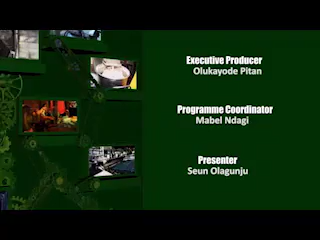 Executive Producer
Olukayode Pitan
Programme Coordinator
Mabel Ndagi
Presenter
Seun Olagunju